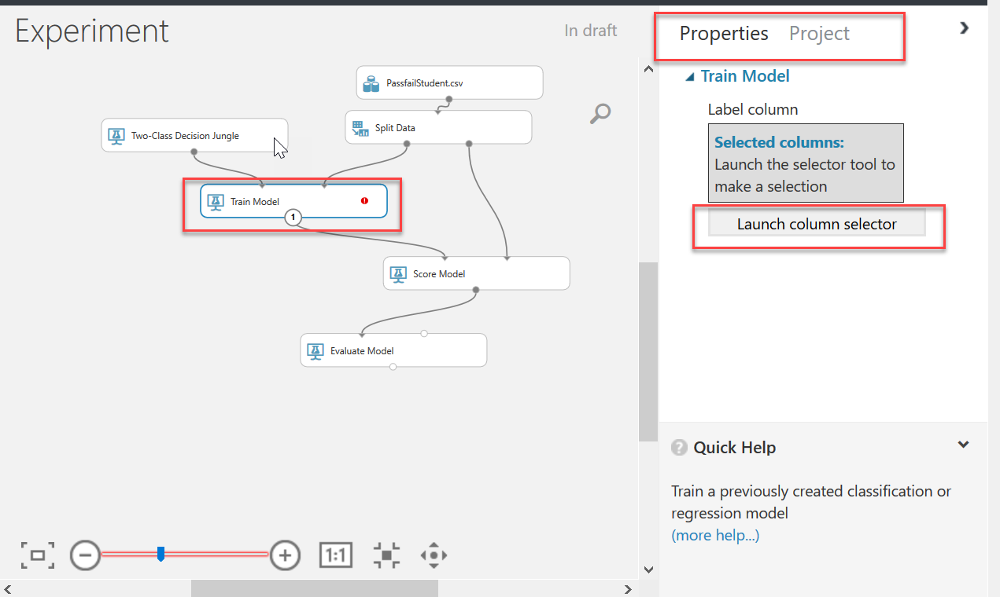 Experiment
In draft
PassfailStudent.csv
Split Data
Two-Class Decision Jungle
Train Model
1
Score Model
Evaluate Model
1:1
Properties Project
Train Model
Label column
Selected columns:
Launch the selector tool to
make a selection
Launch column selector
? Quick Help
Train a previously created classification or
regression model
(more help...)